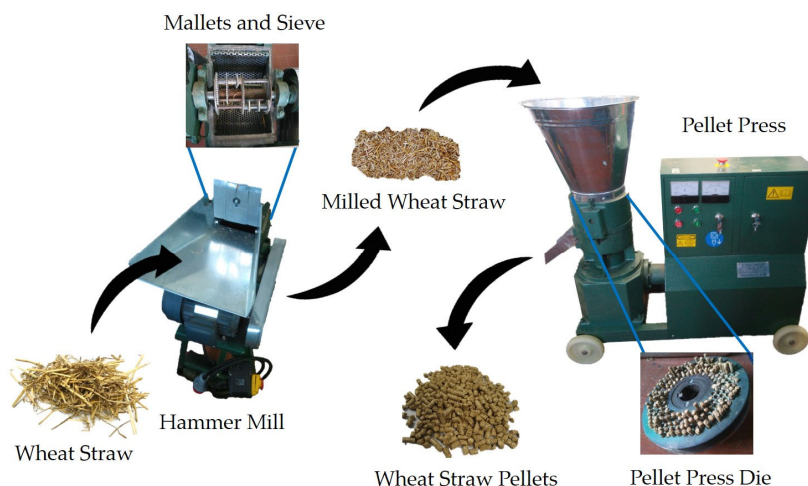 Mallets and Sieve
Pellet Press
Milled Wheat Straw
Hammer Mill
Wheat Straw
Wheat Straw Pellets
Pellet Press Die